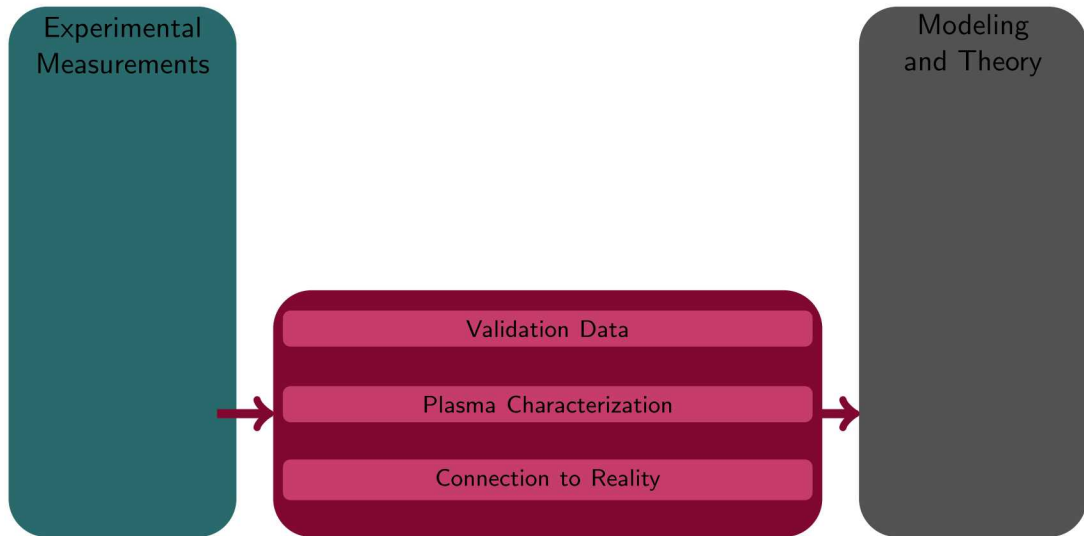 Experimental
Measurements
Modeling
and Theory
Validation Data
Plasma Characterization
Connection to Reality